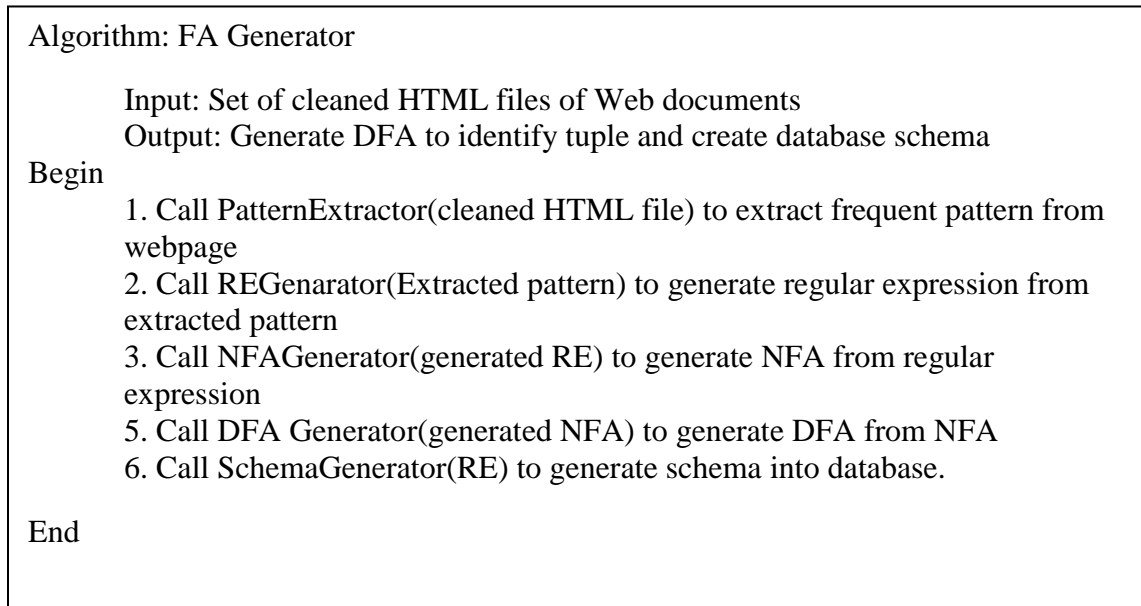 Algorithm: FA Generator
Input: Set of cleaned HTML files of Web documents
Output: Generate DFA to identify tuple and create database schema
Begin
1. Call PatternExtractor(cleaned HTML file) to extract frequent pattern from
webpage
2. Call REGenarator(Extracted pattern) to generate regular expression from
extracted pattern
3. Call NFAGenerator(generated RE) to generate NFA from regular
expression
5. Call DFA Generator(generated NFA) to generate DFA from NFA
6. Call SchemaGenerator(RE) to generate schema into database.
End